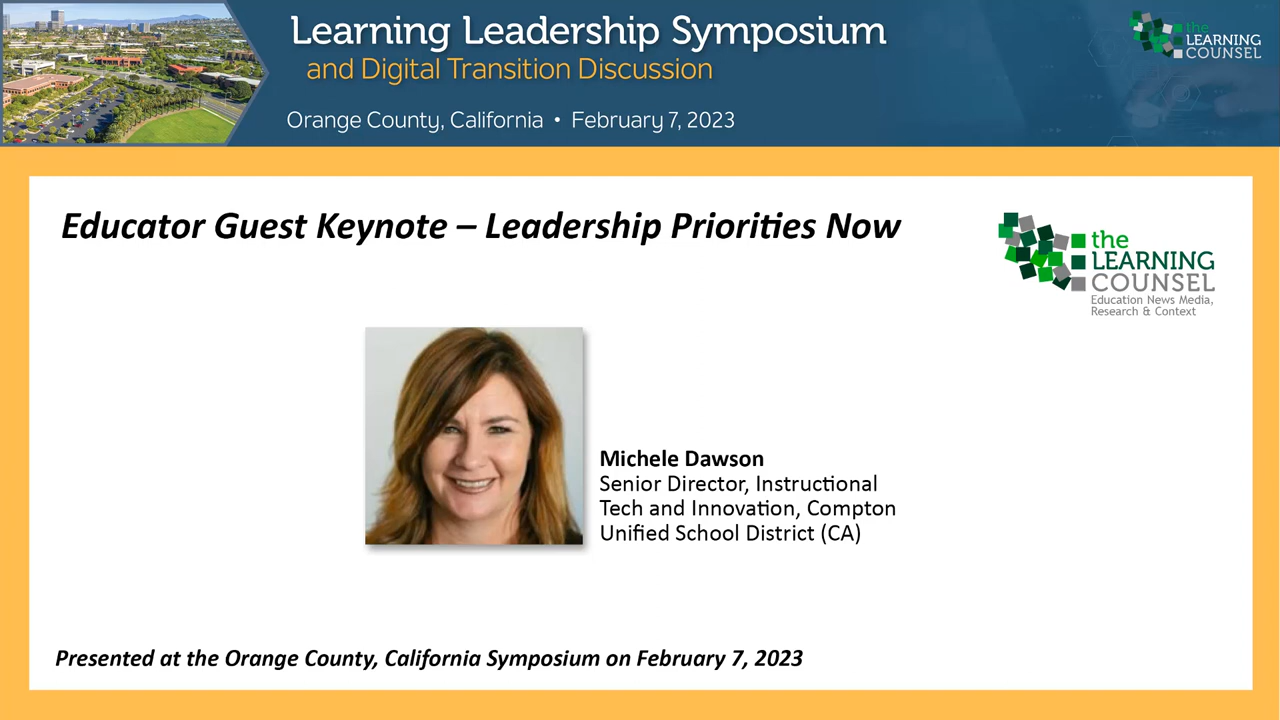 Learning Leadership Symposium
and Digital Transition Discussion
Orange County, California • February 7, 2023
the
LEARNING
COUNSEL
Educator Guest Keynote – Leadership Priorities Now
the
LEARNING
COUNSEL
Education News Media,
Research & Context
Michele Dawson
Senior Director, Instructional
Tech and Innovation, Compton
Unified School District (CA)
Presented at the Orange County, California Symposium on February 7, 2023